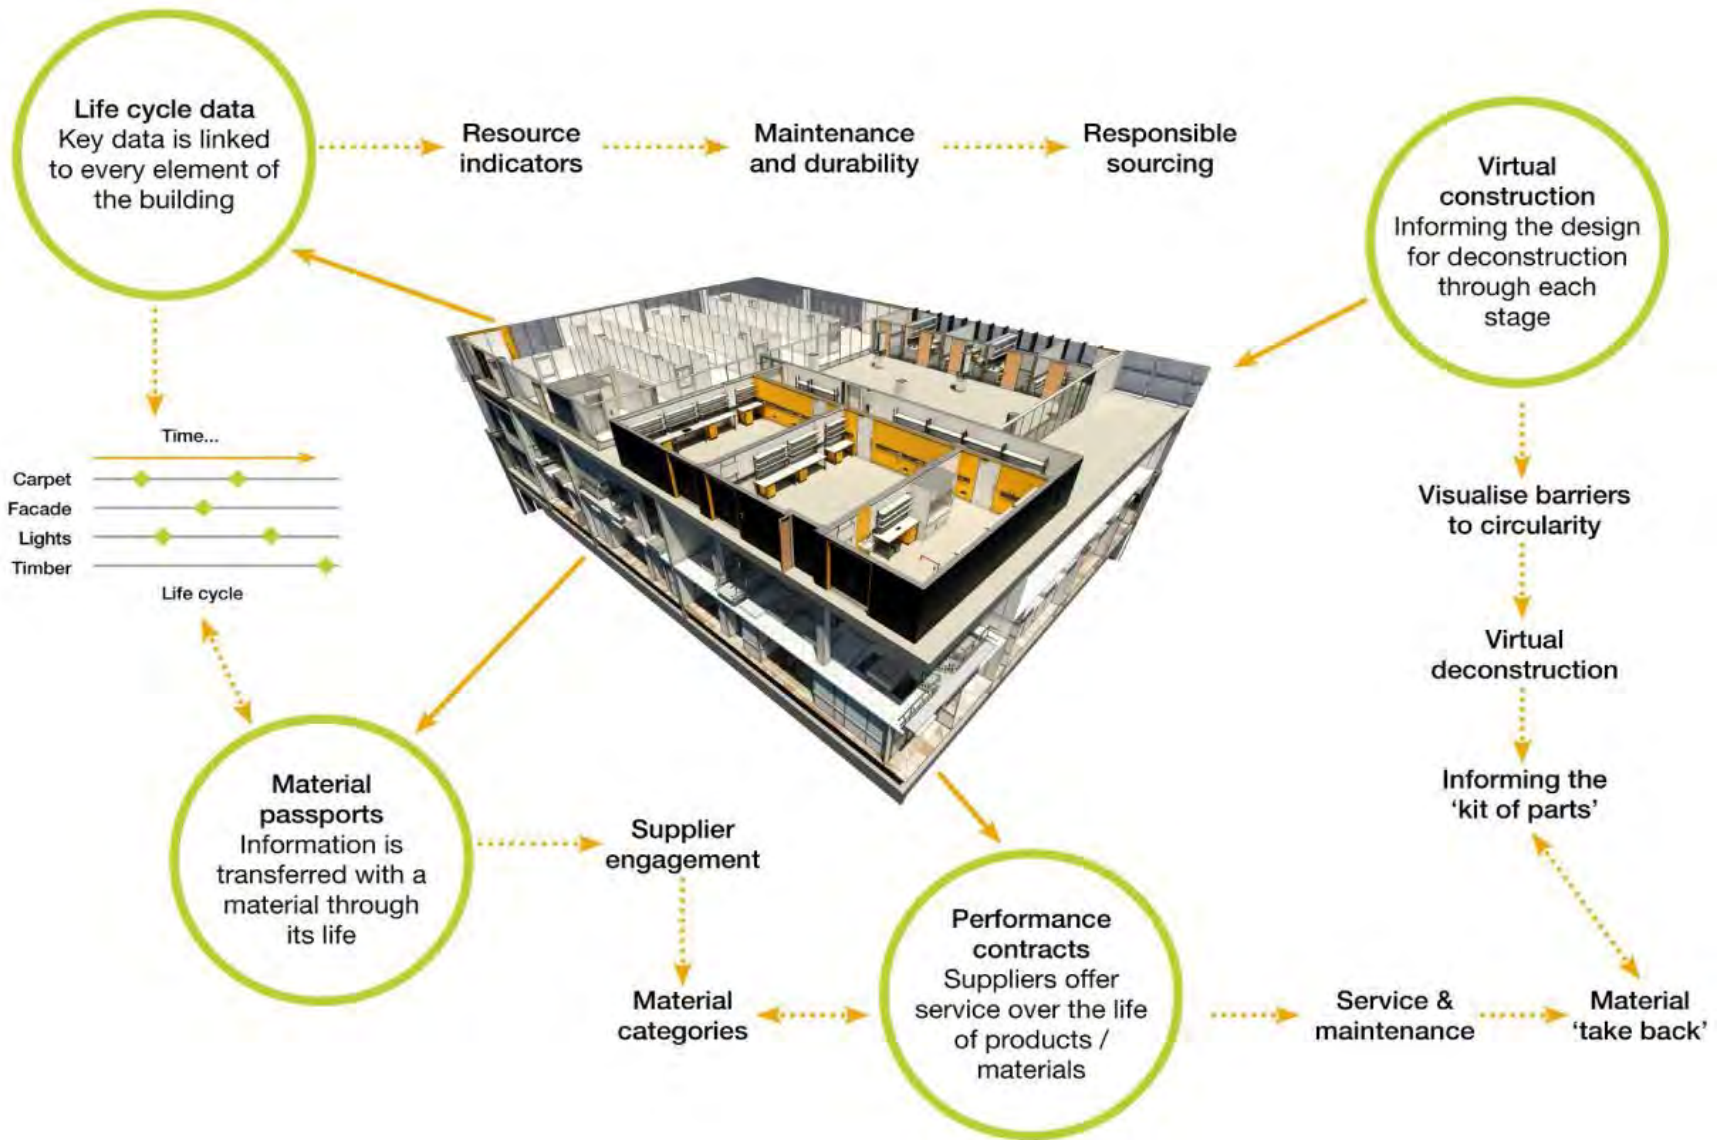 Life cycle data
Key data is linked
to every element of
the building
Resource
indicators
Maintenance
and durability
Responsible
sourcing
Virtual
construction
Informing the design
for deconstruction
through each
stage
Time...
Carpet
Facade
Lights
Timber
Life cycle
Visualise barriers
to circularity
Virtual
deconstruction
Informing the
‘kit of parts’
Material
passports
Information is
transferred with a
material through
its life
Supplier
engagement
Material
categories
Performance
contracts
Suppliers offer
service over the life
of products /
materials
Service &
maintenance
Material
‘take back’